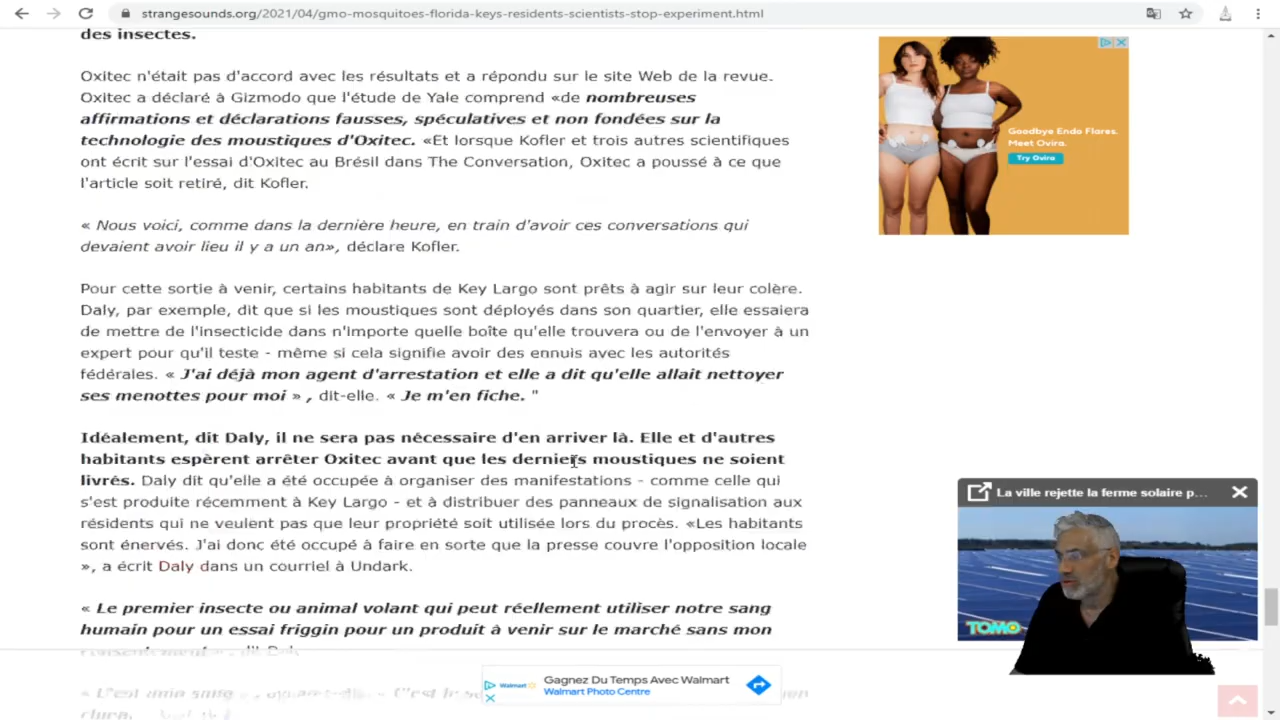 strangesounds.org/2021/04/gmo-mosquitoes-florida-keys-residents-scientists-stop-experiment.html
des insectes.
Oxitec n'était pas d'accord avec les résultats et a répondu sur le site Web de la revue.
Oxitec a déclaré à Gizmodo que l'étude de Yale comprend «de nombreuses
affirmations et déclarations fausses, spéculatives et non fondées sur la
technologie des moustiques d'Oxitec. «Et lorsque Kofler et trois autres scientifiques
ont écrit sur l'essai d'Oxitec au Brésil dans The Conversation, Oxitec a poussé à ce que
l'article soit retiré, dit Kofler.
« Nous voici, comme dans la dernière heure, en train d'avoir ces conversations qui
devaient avoir lieu il y a un an», déclare Kofler.
Pour cette sortie à venir, certains habitants de Key Largo sont prêts à agir sur leur colère.
Daly, par exemple, dit que si les moustiques sont déployés dans son quartier, elle essaiera
de mettre de l'insecticide dans n'importe quelle boîte qu'elle trouvera ou de l'envoyer à un
expert pour qu'il teste - même si cela signifie avoir des ennuis avec les autorités
fédérales. « J'ai déjà mon agent d'arrestation et elle a dit qu'elle allait nettoyer
ses menottes pour moi » , dit-elle. « Je m'en fiche. "
Idéalement, dit Daly, il ne sera pas nécessaire d'en arriver là. Elle et d'autres
habitants espèrent arrêter Oxitec avant que les derniers moustiques ne soient
livrés. Daly dit qu'elle a été occupée à organiser des manifestations - comme celle qui
s'est produite récemment à Key Largo - et à distribuer des panneaux de signalisation aux
résidents qui ne veulent pas que leur propriété soit utilisée lors du procès. «Les habitants
sont énervés. J'ai donc été occupé à faire en sorte que la presse couvre l'opposition locale
», a écrit Daly dans un courriel à Undark.
« Le premier insecte ou animal volant qui peut réellement utiliser notre sang
humain pour un essai friggin pour un produit à venir sur le marché sans mon
Goodbye Endo Flares.
Meet Ovira.
Try Ovira
La ville rejette la ferme solaire p...
TOMO
Walmart
Gagnez Du Temps Avec Walmart
Walmart Photo Centre